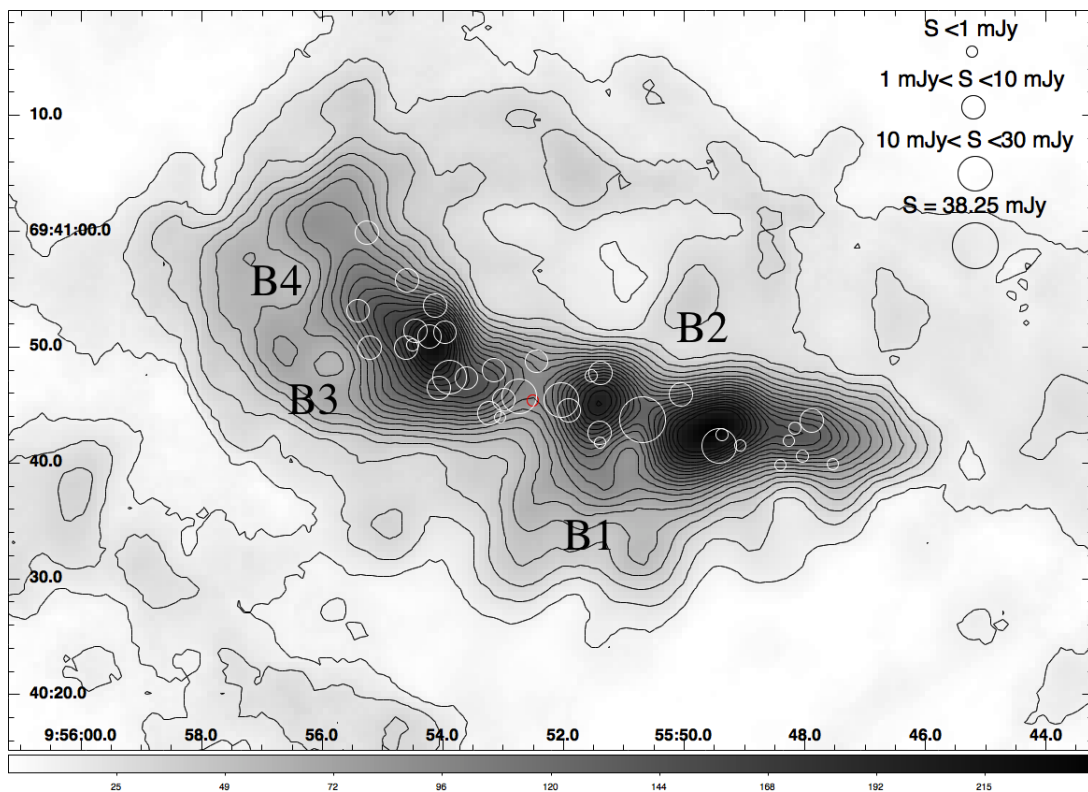 S <1 mJy
1 mJy< S <10 mJy
10 mJy< S <30 mJy
S = 38.25 mJy
10.0
69:41:00.0
50.0
40.0
30.0
40:20.0
B4
B2
B3
B1
9:56:00.0 58.0 56.0 54.0 52.0 55:50.0 48.0 46.0 44.0
25 49 72 96 120 144 168 192 215